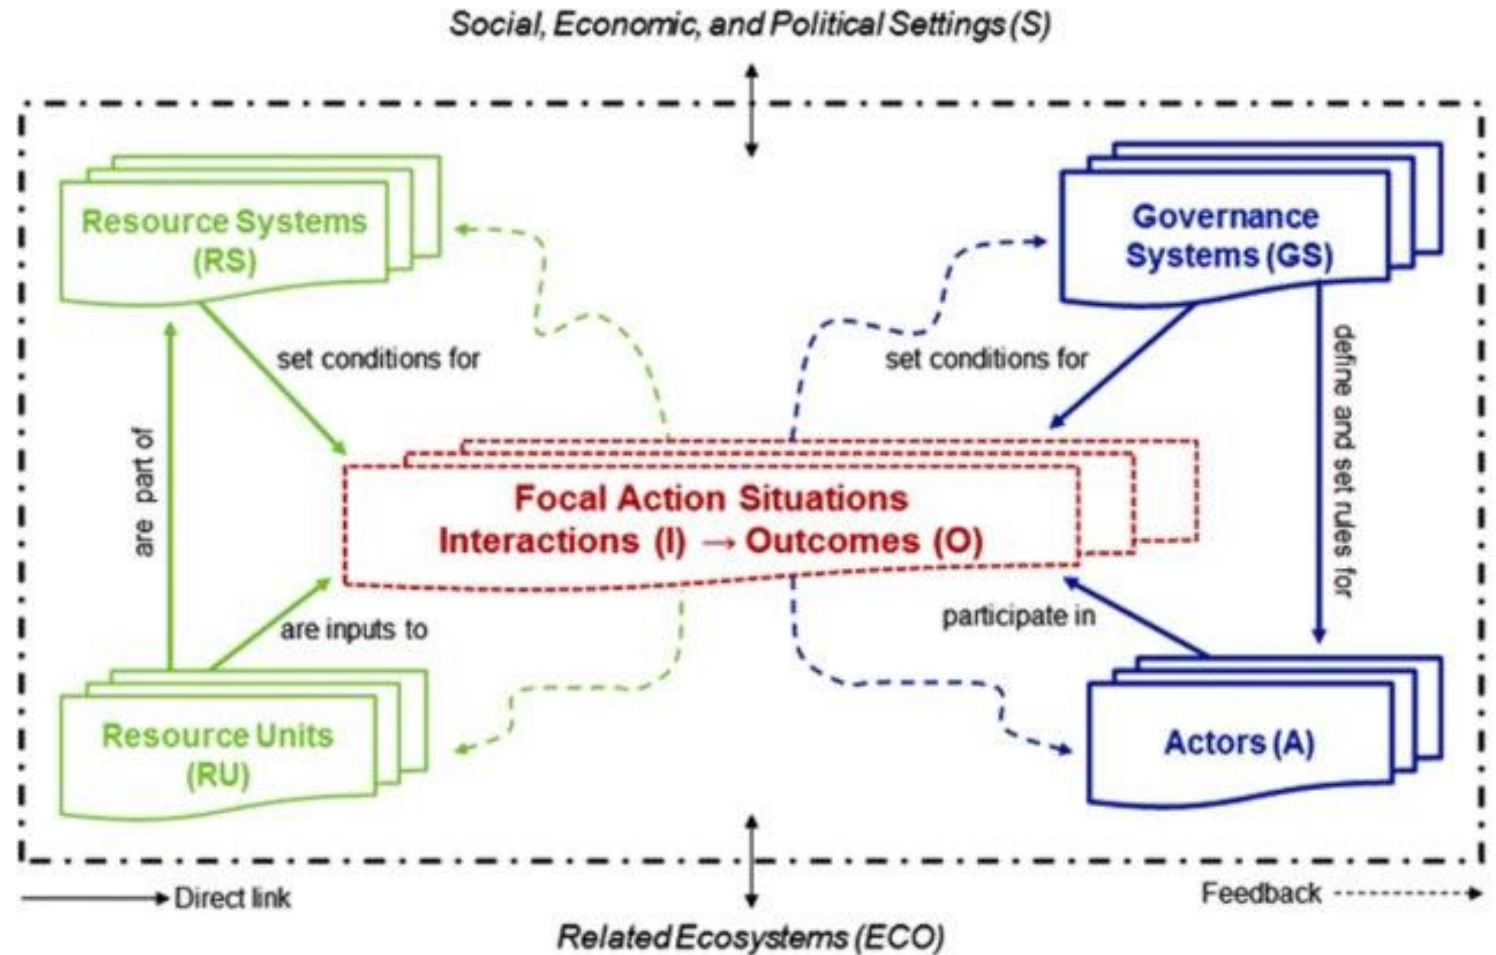 Social, Economic, and Political Settings (S)
Resource Systems
(RS)
Governance
Systems (GS)
set conditions for
set conditions for
define and set rules for
are part of
Focal Action Situations
Interactions (I) → Outcomes (O)
are inputs to
participate in
Resource Units
(RU)
Actors (A)
Direct link
Feedback
Related Ecosystems (ECO)